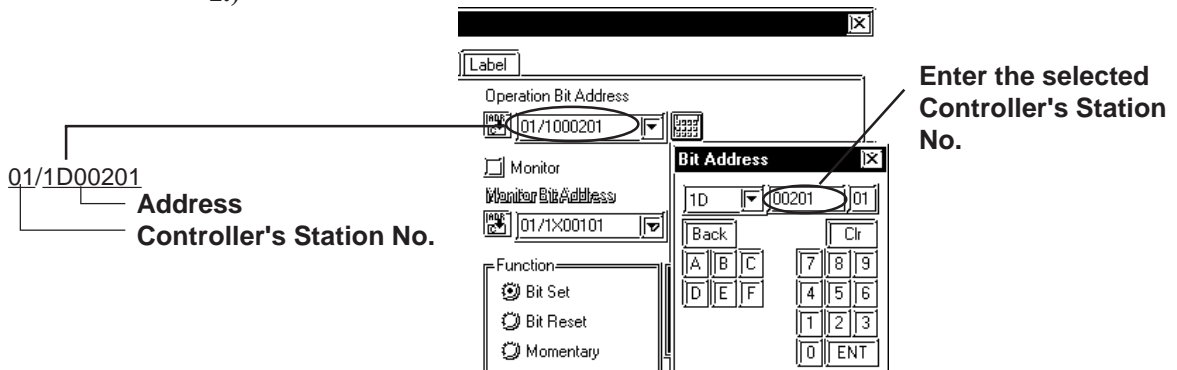 Label
Operation Bit Address
01/1000201
Monitor
Monitor Bit Address
01/1X00101
Function
Bit Set
Bit Reset
Momentary
Bit Address
1D 00201 01
Back Clr
A B C 7 8 9
D E F 4 5 6
1 2 3
0 ENT
Enter the selected
Controller's Station
No.
01/1D00201
Address
Controller's Station No.